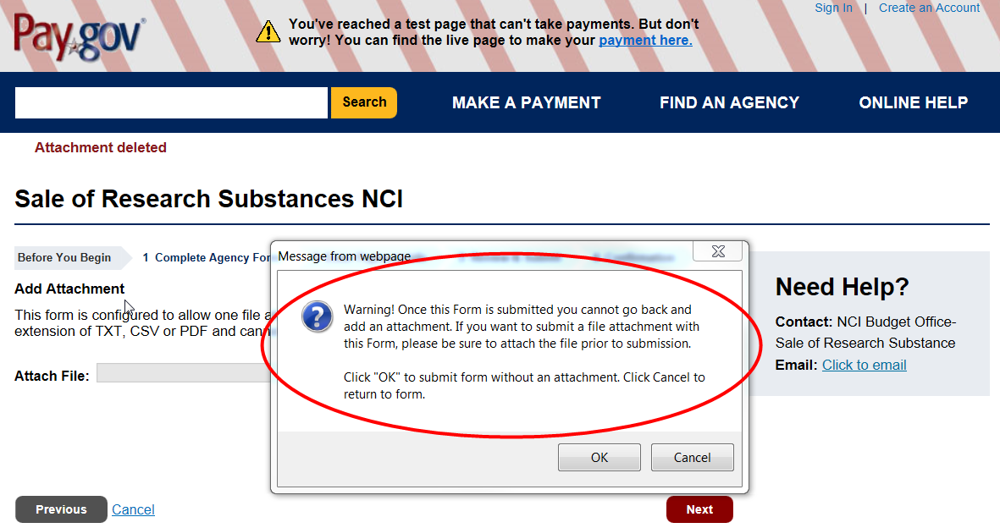 Sign In | Create an Account
Pay.gov
You've reached a test page that can't take payments. But don't
worry! You can find the live page to make your payment here.
Search
MAKE A PAYMENT
FIND AN AGENCY
ONLINE HELP
Attachment deleted
Sale of Research Substances NCI
Before You Begin
1 Complete Agency For
Add Attachment
This form is configured to allow one file a
extension of TXT, CSV or PDF and cann
Attach File:
Message from webpage
Warning! Once this Form is submitted you cannot go back and
add an attachment. If you want to submit a file attachment with
this Form, please be sure to attach the file prior to submission.
Click "OK" to submit form without an attachment. Click Cancel to
return to form.
OK
Cancel
Need Help?
Contact: NCI Budget Office-
Sale of Research Substance
Email: Click to email
Previous
Cancel
Next